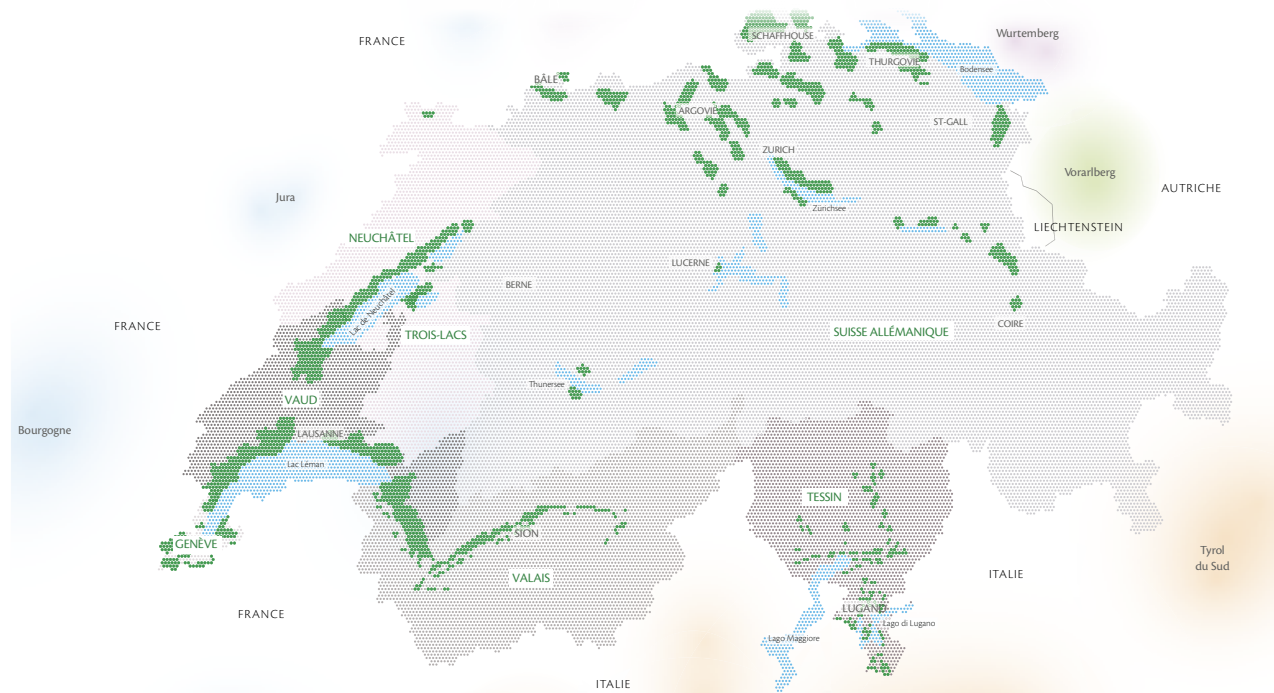 FRANCE
SCHAFFHOUSE
Wurtemberg
THURGOVIE
Bodensee
BÂLE
ARGOVIE
ST-GALL
ZURICH
Vorarlberg
AUTRICHE
Jura
Zürichsee
LIECHTENSTEIN
NEUCHÂTEL
LUCERNE
BERNE
Lac de Neuchâtel
FRANCE
COIRE
TROIS-LACS
SUISSE ALLÉMANIQUE
Thunersee
VAUD
Bourgogne
LAUSANNE
Lac Léman
TESSIN
SION
GENÈVE
Tyrol
du Sud
VALAIS
ITALIE
LUGANO
FRANCE
Lago di Lugano
Lago Maggiore
ITALIE